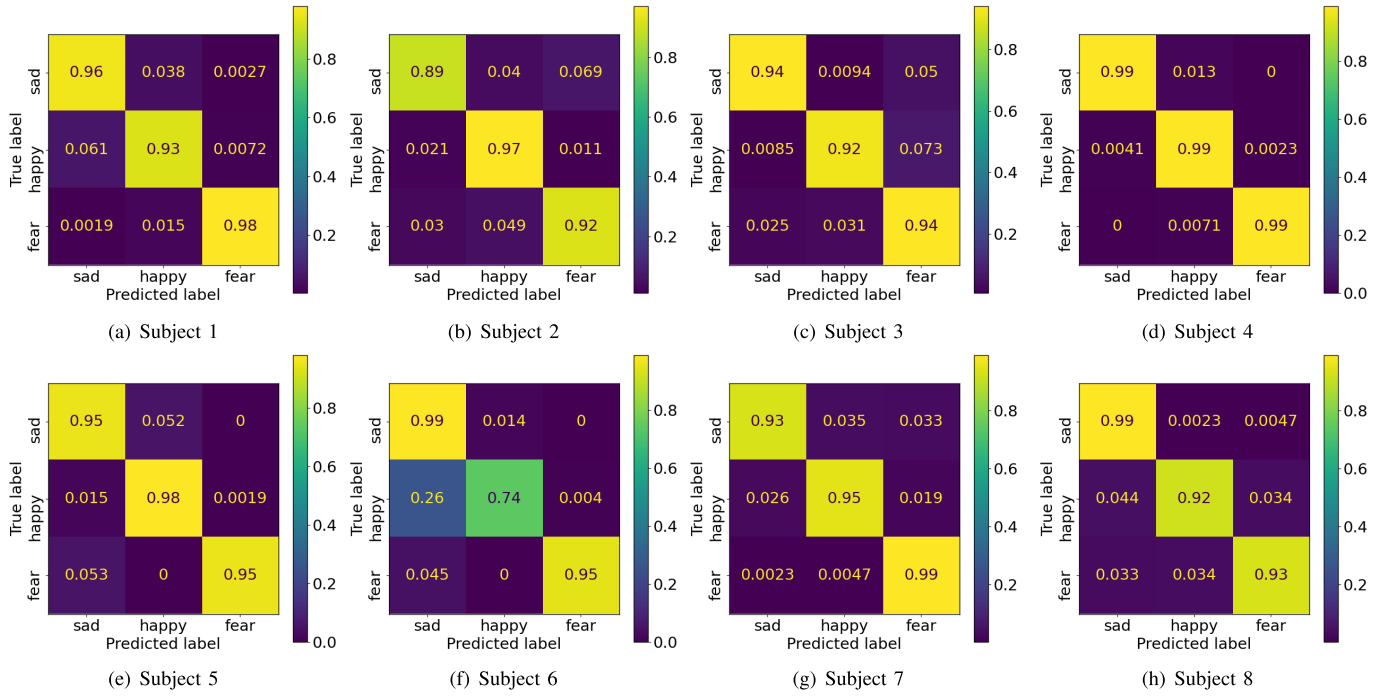 0.96 0.038 0.0027
0.061 0.93 0.0072
0.0019 0.015 0.98
sad
happy
fear
True label
sad happy fear
Predicted label
0.8
0.6
0.4
0.2
(a) Subject 1
0.89 0.04 0.069
0.021 0.97 0.011
0.03 0.049 0.92
sad
happy
fear
True label
sad happy fear
Predicted label
0.8
0.6
0.4
0.2
(b) Subject 2
0.94 0.0094 0.05
0.0085 0.92 0.073
0.025 0.031 0.94
sad
happy
fear
True label
sad happy fear
Predicted label
0.8
0.6
0.4
0.2
(c) Subject 3
0.99 0.013 0
0.0041 0.99 0.0023
0 0.0071 0.99
sad
happy
fear
True label
sad happy fear
Predicted label
0.8
0.6
0.4
0.2
0.0
(d) Subject 4
0.95 0.052 0
0.015 0.98 0.0019
0.053 0 0.95
sad
happy
fear
True label
sad happy fear
Predicted label
0.8
0.6
0.4
0.2
0.0
(e) Subject 5
0.99 0.014 0
0.26 0.74 0.004
0.045 0 0.95
sad
happy
fear
True label
sad happy fear
Predicted label
0.8
0.6
0.4
0.2
0.0
(f) Subject 6
0.93 0.035 0.033
0.026 0.95 0.019
0.0023 0.0047 0.99
sad
happy
fear
True label
sad happy fear
Predicted label
0.8
0.6
0.4
0.2
(g) Subject 7
0.99 0.0023 0.0047
0.044 0.92 0.034
0.033 0.034 0.93
sad
happy
fear
True label
sad happy fear
Predicted label
0.8
0.6
0.4
0.2
(h) Subject 8